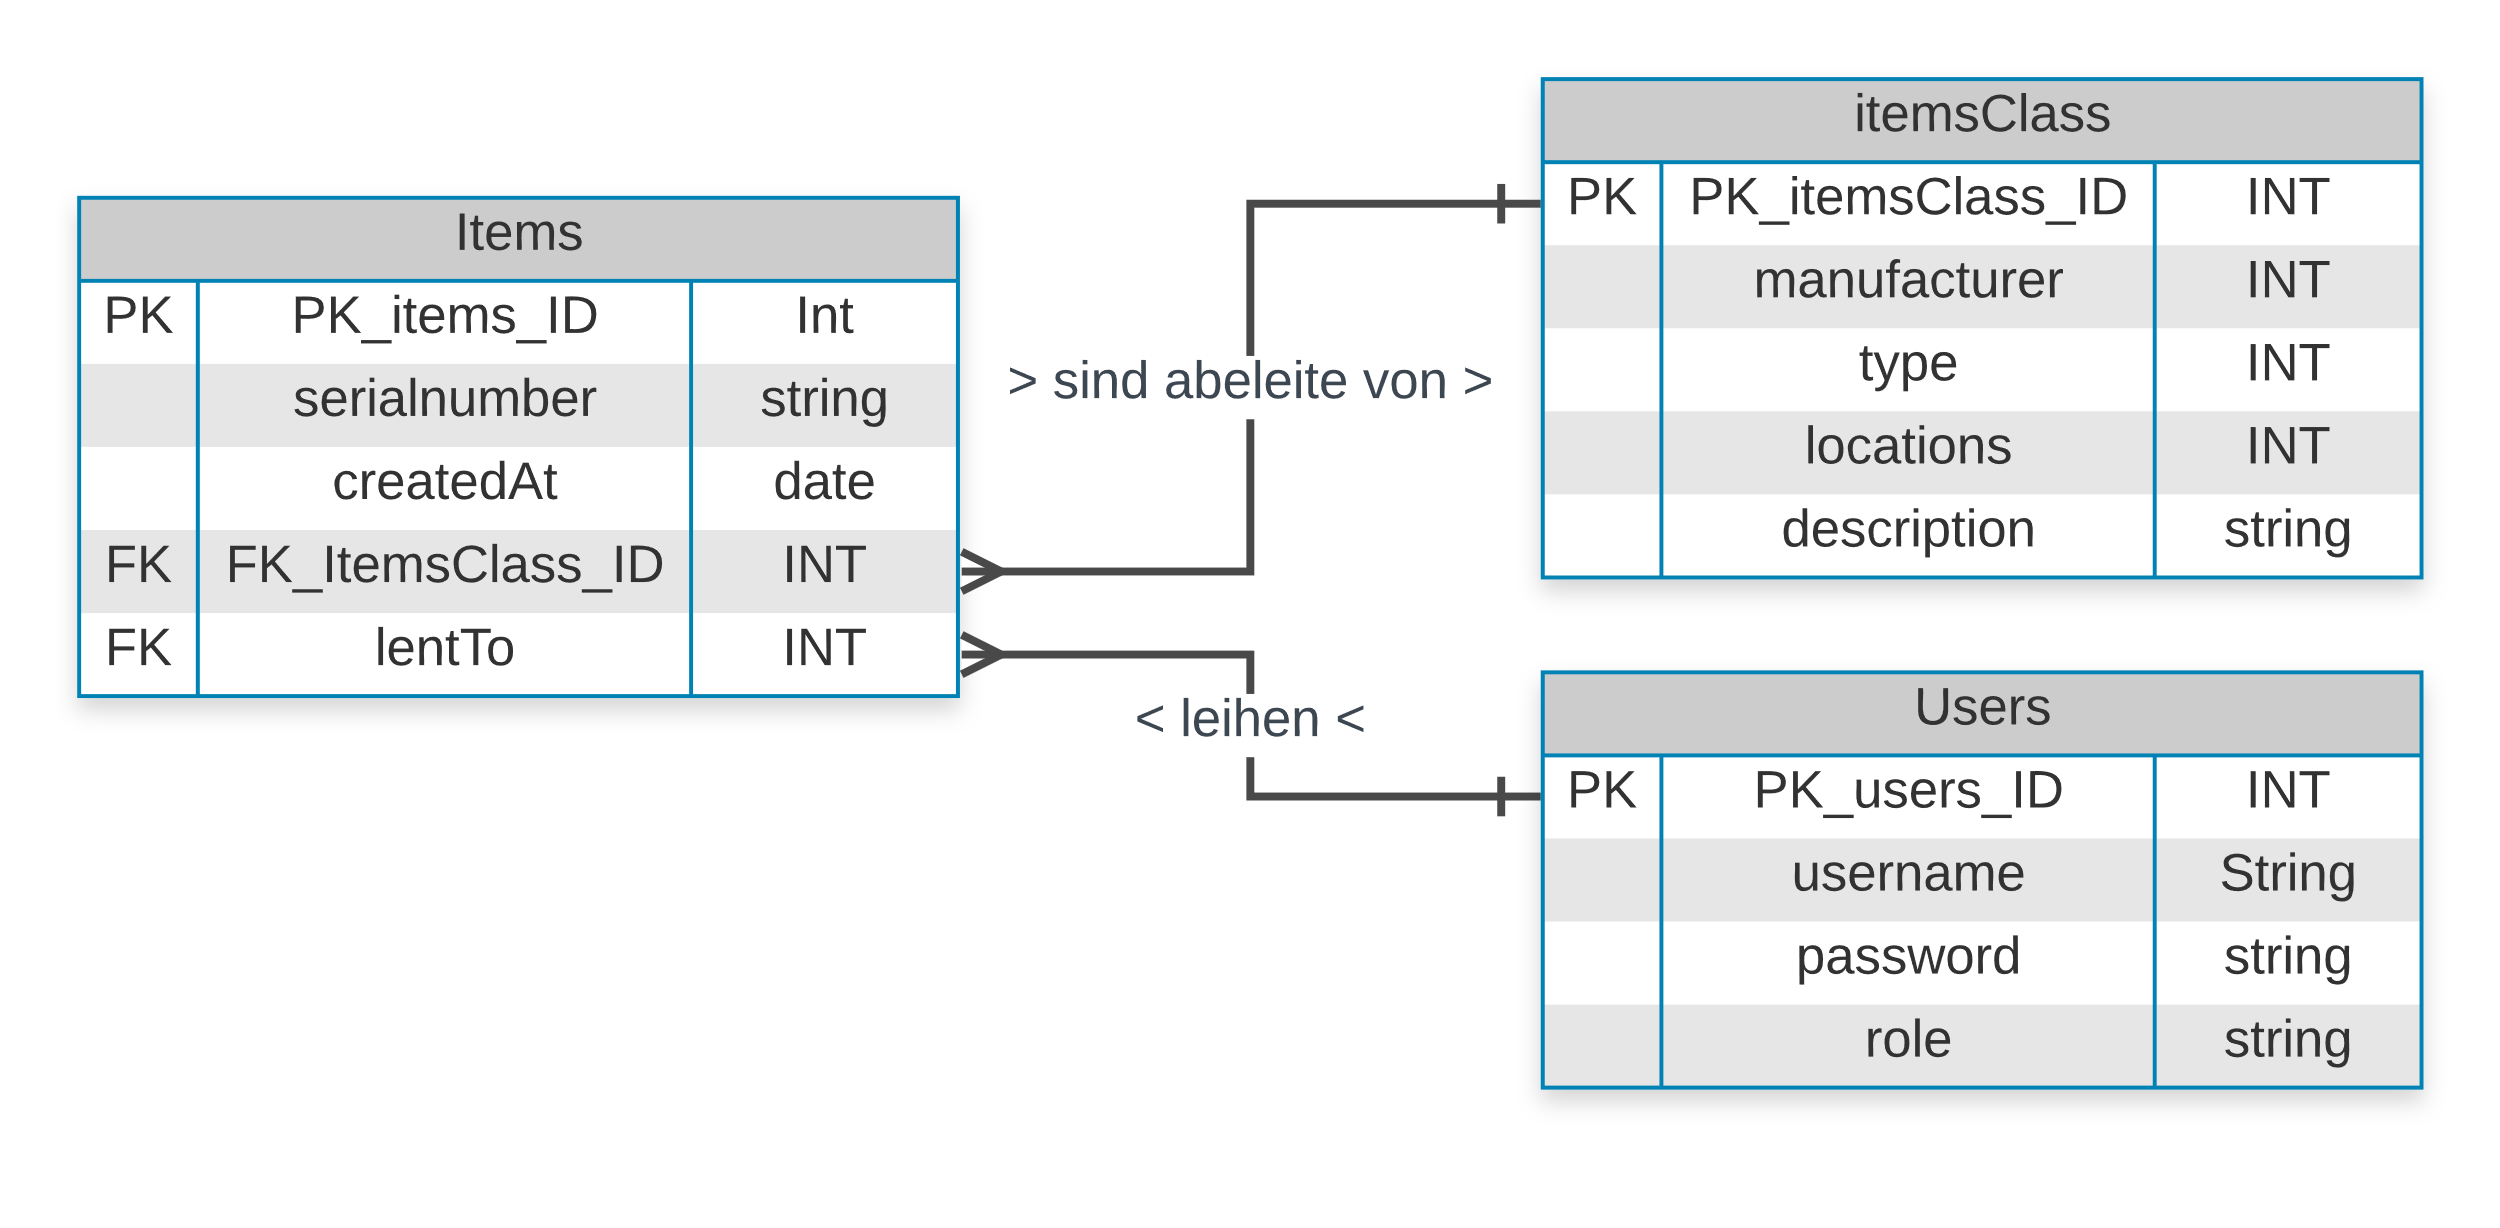 Items
PK PK_items_ID Int
serialNumber string
createdAt date
FK FK_ItemsClass_ID INT
FK lentTo INT
> sind abeleite von >
< leihen <
itemsClass
PK PK_itemsClass_ID INT
manufacturer INT
type INT
locations INT
description string
Users
PK PK_users_ID INT
username String
password string
role string